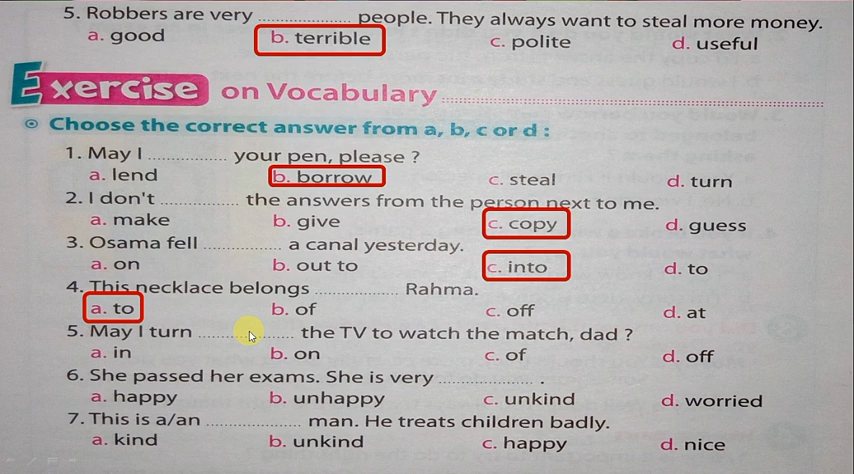 5. Robbers are very .................... people. They always want to steal more money.
a. good b. terrible c. polite d. useful
Exercise on Vocabulary
Choose the correct answer from a, b, c or d :
1. May I ................ your pen, please ?
a. lend b. borrow c. steal d. turn
2. I don't ................ the answers from the person next to me.
a. make b. give c. copy d. guess
3. Osama fell ................ a canal yesterday.
a. on b. out to c. into d. to
4. This necklace belongs ................ Rahma.
a. to b. of c. off d. at
5. May I turn .................... the TV to watch the match, dad ?
a. in b. on c. of d. off
6. She passed her exams. She is very .................... .
a. happy b. unhappy c. unkind d. worried
7. This is a/an .................... man. He treats children badly.
a. kind b. unkind c. happy d. nice